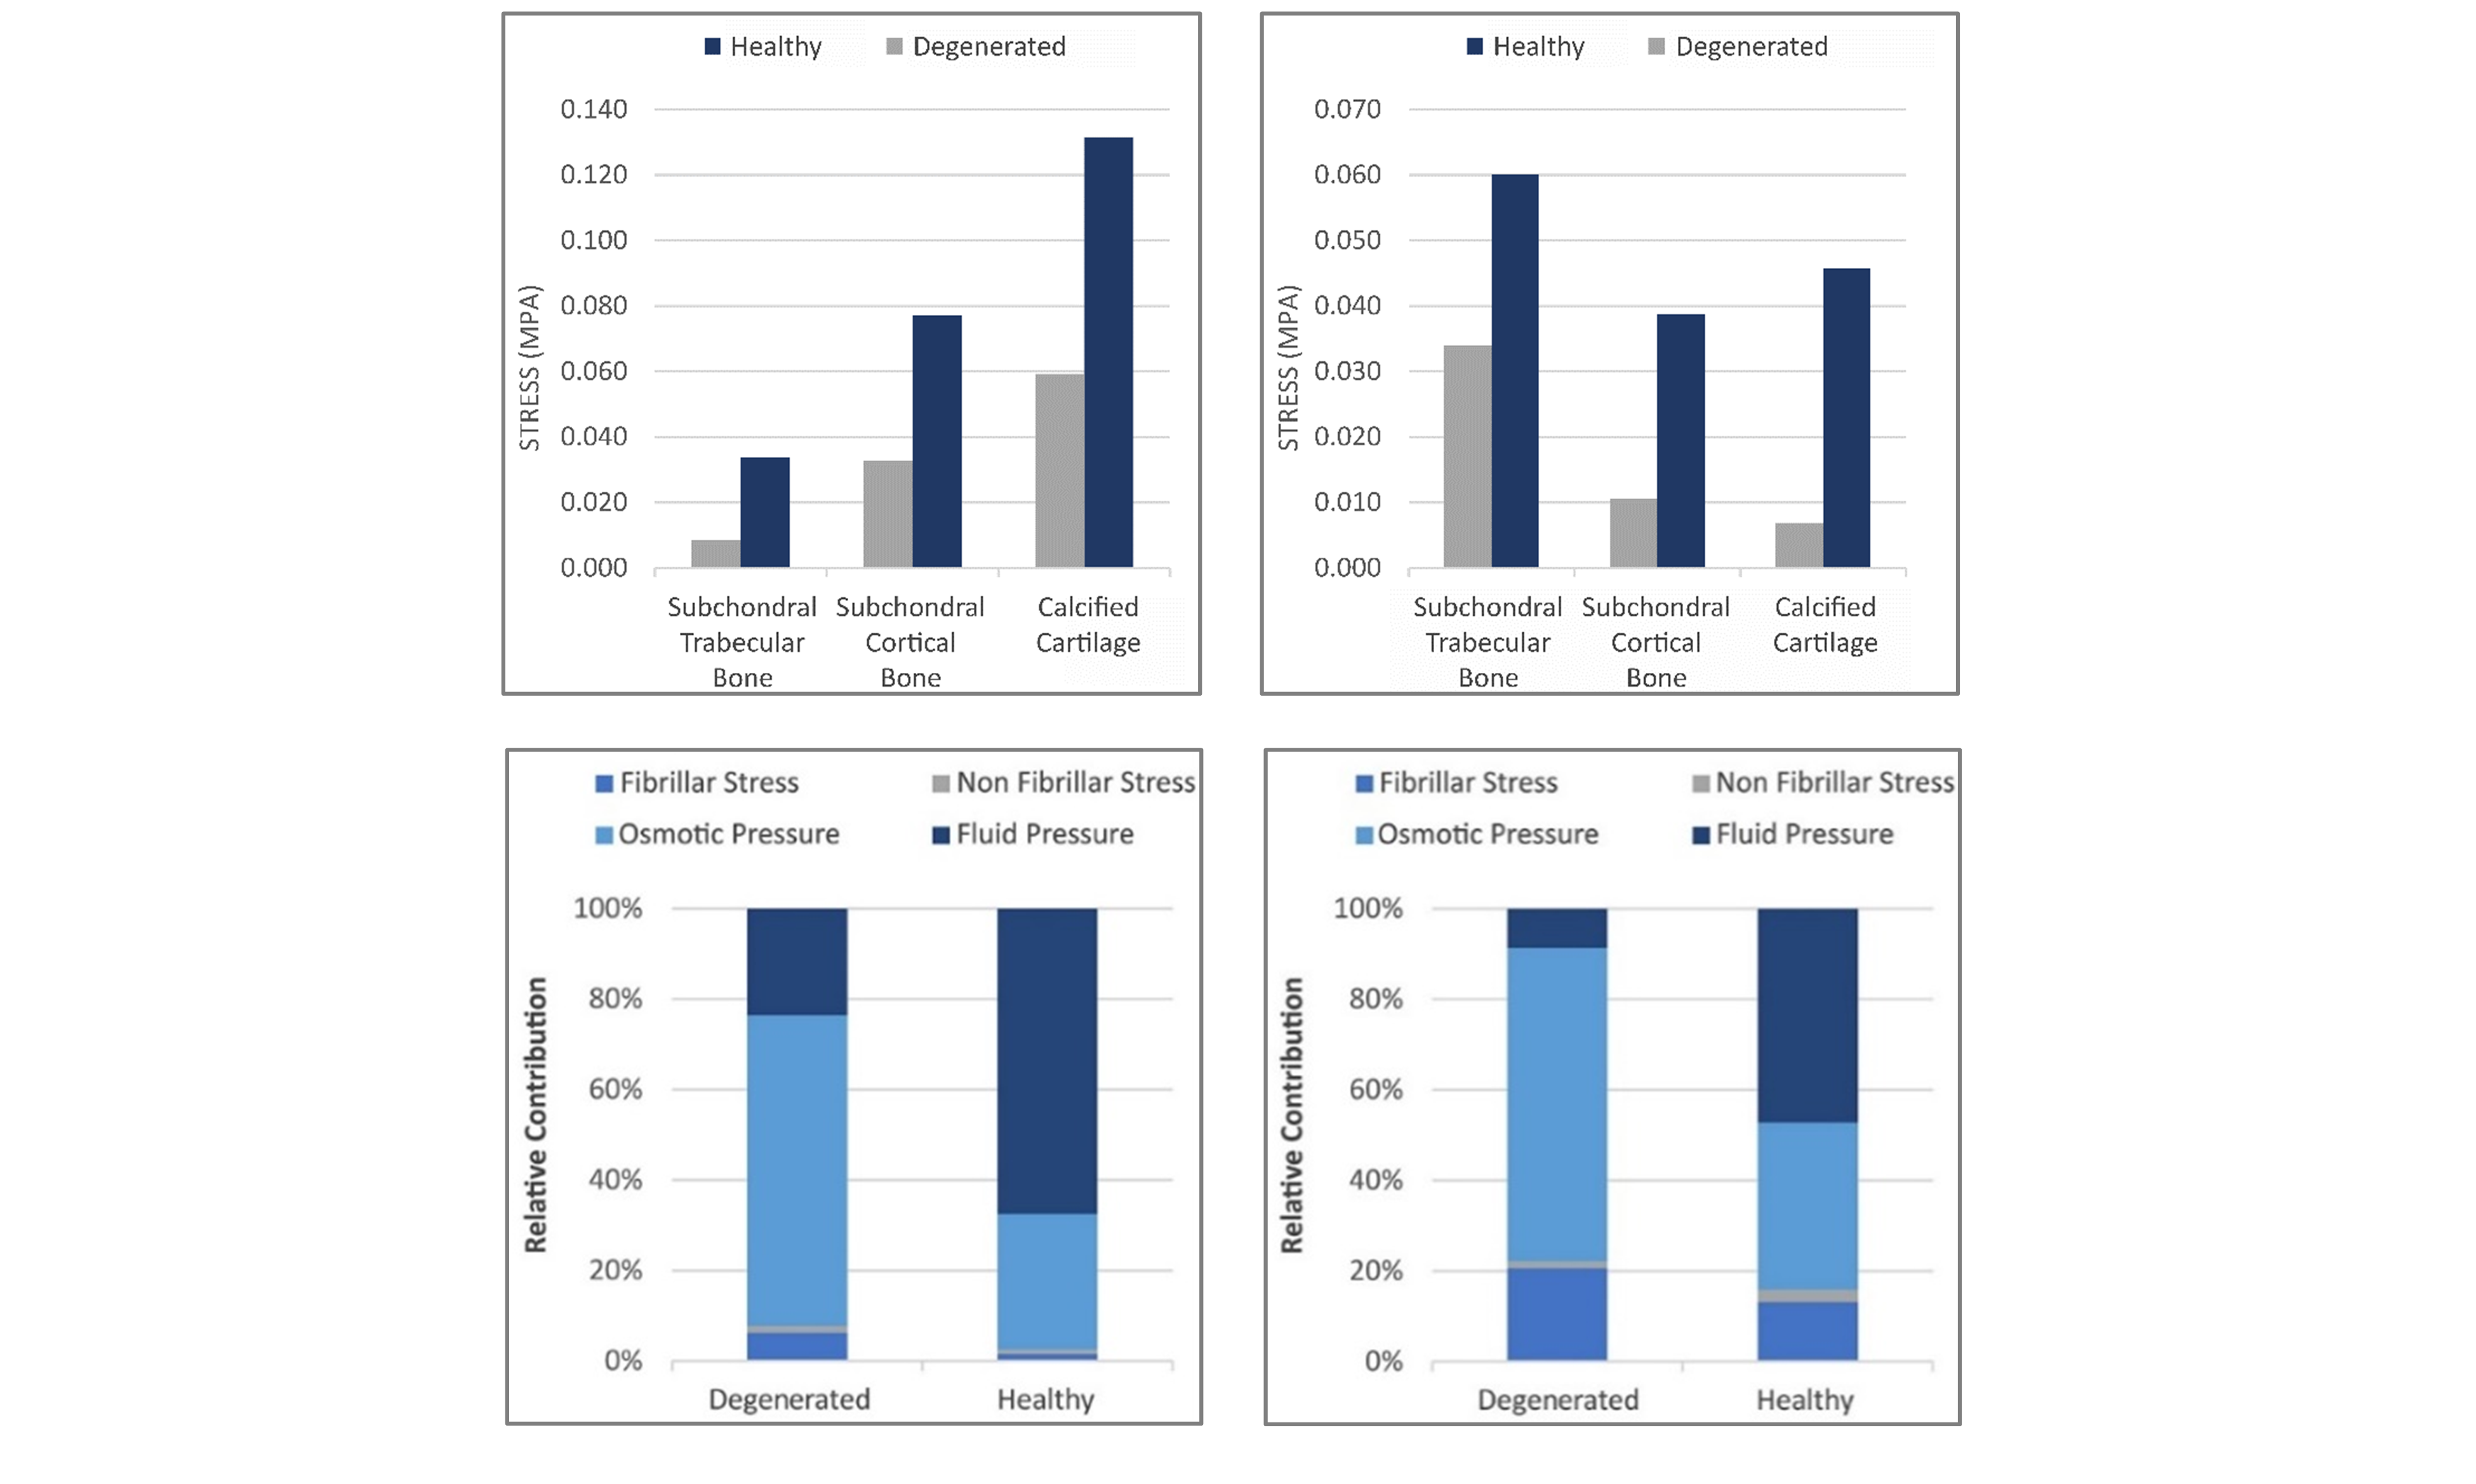 Healthy Degenerated
0.140
0.120
0.100
0.080
0.060
0.040
0.020
0.000
STRESS (MPA)
Subchondral Trabecular Bone
Subchondral Cortical Bone
Calcified Cartilage
Healthy Degenerated
0.070
0.060
0.050
0.040
0.030
0.020
0.010
0.000
STRESS (MPA)
Subchondral Trabecular Bone
Subchondral Cortical Bone
Calcified Cartilage
Fibrillar Stress Non Fibrillar Stress
Osmotic Pressure Fluid Pressure
100%
80%
60%
40%
20%
0%
Relative Contribution
Degenerated Healthy
Fibrillar Stress Non Fibrillar Stress
Osmotic Pressure Fluid Pressure
100%
80%
60%
40%
20%
0%
Relative Contribution
Degenerated Healthy